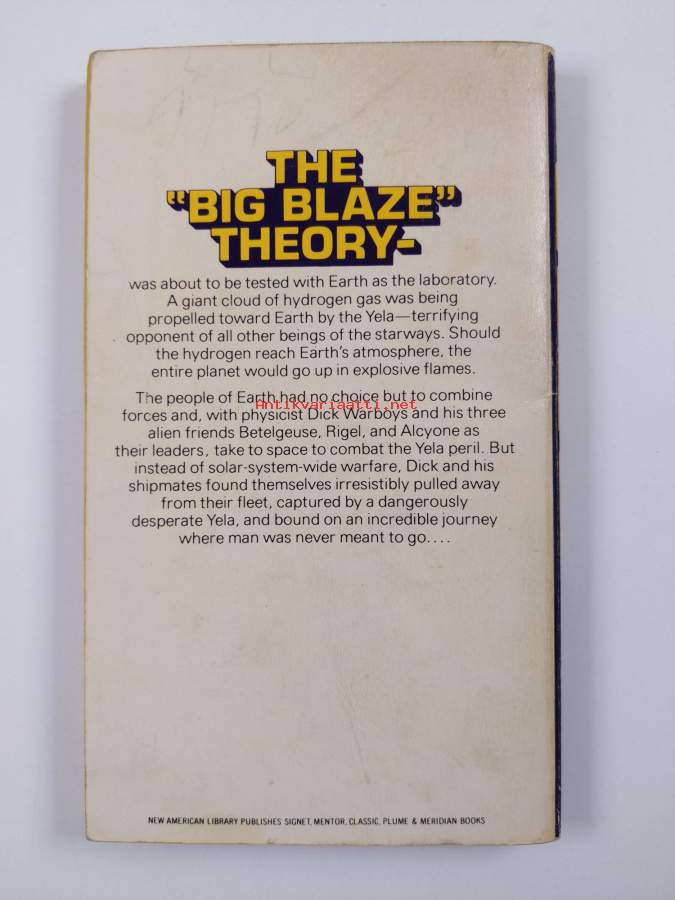 THE
"BIG BLAZE"
THEORY-
was about to be tested with Earth as the laboratory.
A giant cloud of hydrogen gas was being
propelled toward Earth by the Yela—terrifying
opponent of all other beings of the starways. Should
the hydrogen reach Earth's atmosphere, the
entire planet would go up in explosive flames.
The people of Earth had no choice but to combine
Antikvariaatti.net
forces and, with physicist Dick Warboys and his three
alien friends Betelgeuse, Rigel, and Alcyone as
their leaders, take to space to combat the Yela peril. But
instead of solar-system-wide warfare, Dick and his
shipmates found themselves irresistibly pulled away
from their fleet, captured by a dangerously
desperate Yela, and bound on an incredible journey
where man was never meant to go....
NEW AMERICAN LIBRARY PUBLISHES SIGNET, MENTOR, CLASSIC, PLUME & MERIDIAN BOOKS